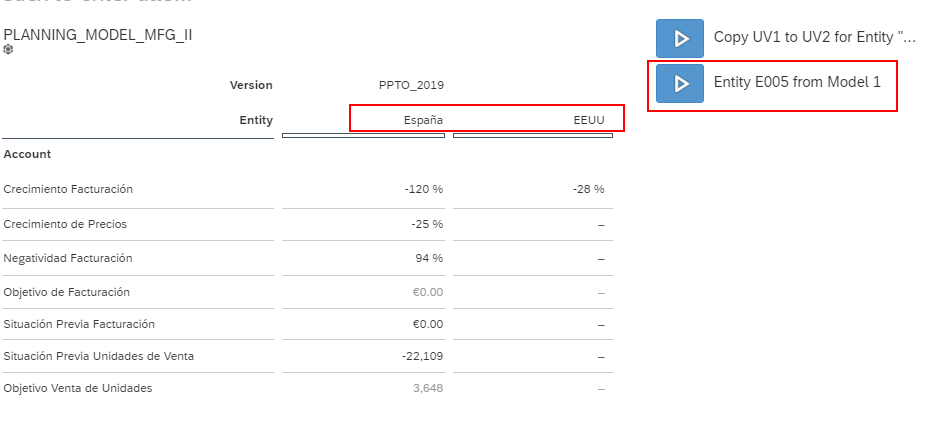 PLANNING_MODEL_MFG_II
Copy UV1 to UV2 for Entity "...
Entity E005 from Model 1
Version PPTO_2019
Entity España EEUU
Account
Crecimiento Facturación -120 % -28 %
Crecimiento de Precios -25 % –
Negatividad Facturación 94 % –
Objetivo de Facturación €0.00 –
Situación Previa Facturación €0.00 –
Situación Previa Unidades de Venta -22,109 –
Objetivo Venta de Unidades 3,648 –